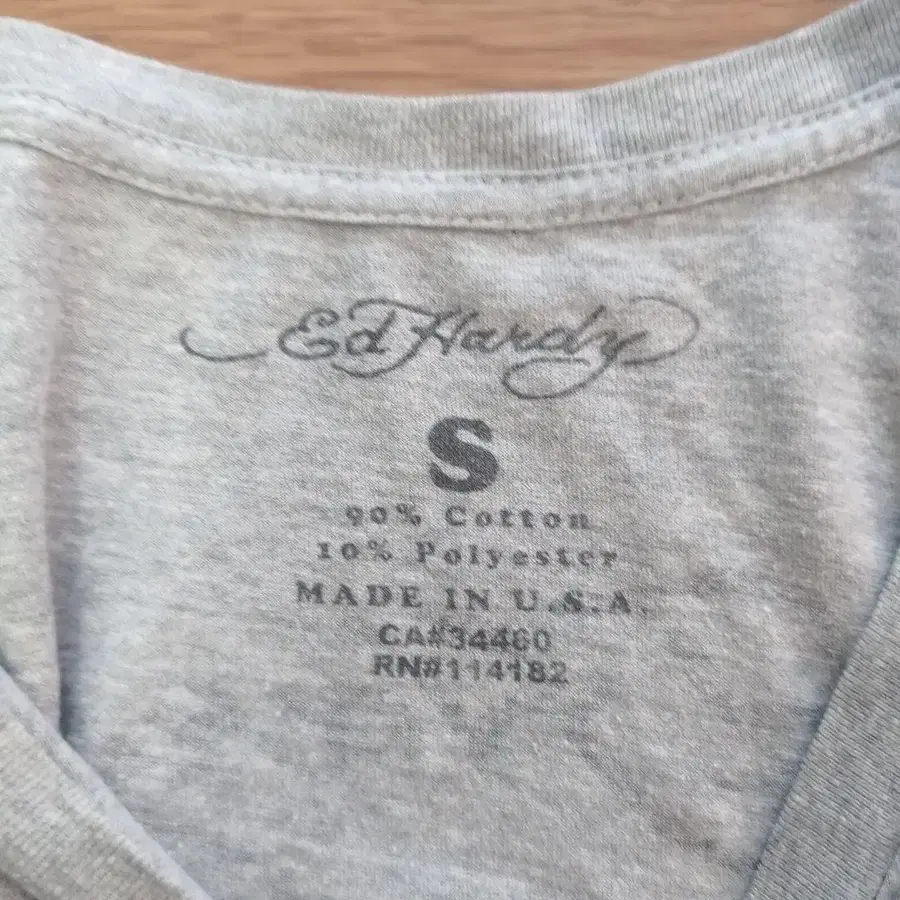 Ed Hardy
S
90% Cotton
10% Polyester
MADE IN U.S.A.
CA#34460
RN#114182